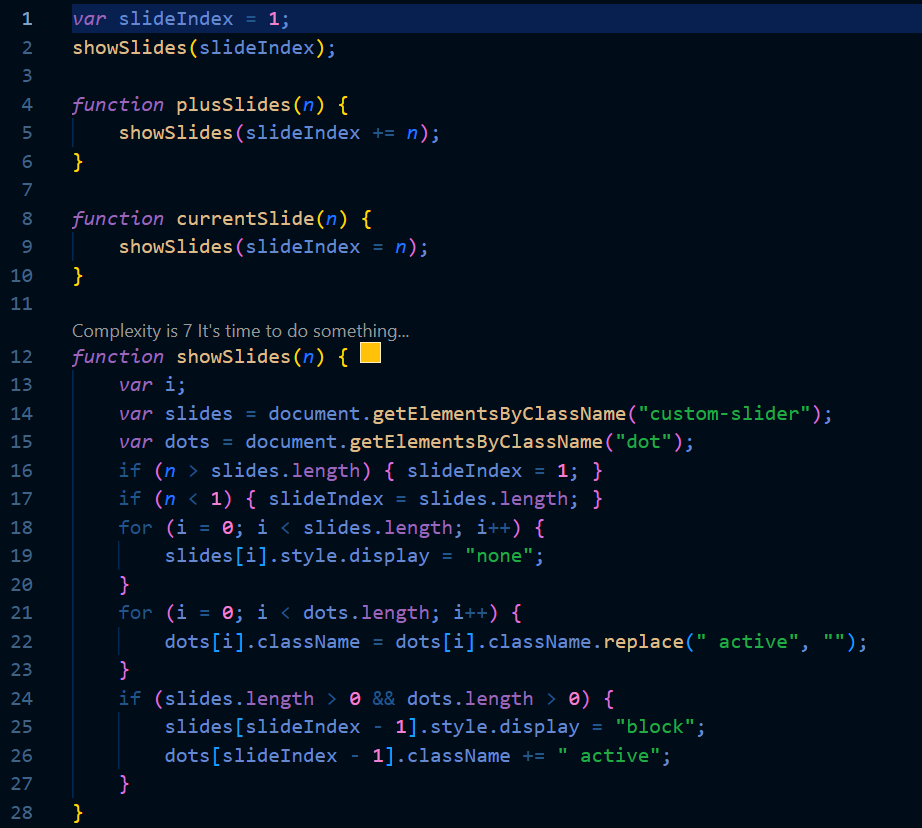 1 var slideIndex = 1;
2 showSlides(slideIndex);
3
4 function plusSlides(n) {
5     showSlides(slideIndex += n);
6 }
7
8 function currentSlide(n) {
9     showSlides(slideIndex = n);
10 }
11
Complexity is 7 It's time to do something...
12 function showSlides(n) {
13     var i;
14     var slides = document.getElementsByClassName("custom-slider");
15     var dots = document.getElementsByClassName("dot");
16     if (n > slides.length) { slideIndex = 1; }
17     if (n < 1) { slideIndex = slides.length; }
18     for (i = 0; i < slides.length; i++) {
19         slides[i].style.display = "none";
20     }
21     for (i = 0; i < dots.length; i++) {
22         dots[i].className = dots[i].className.replace(" active", "");
23     }
24     if (slides.length > 0 && dots.length > 0) {
25         slides[slideIndex - 1].style.display = "block";
26         dots[slideIndex - 1].className += " active";
27     }
28 }